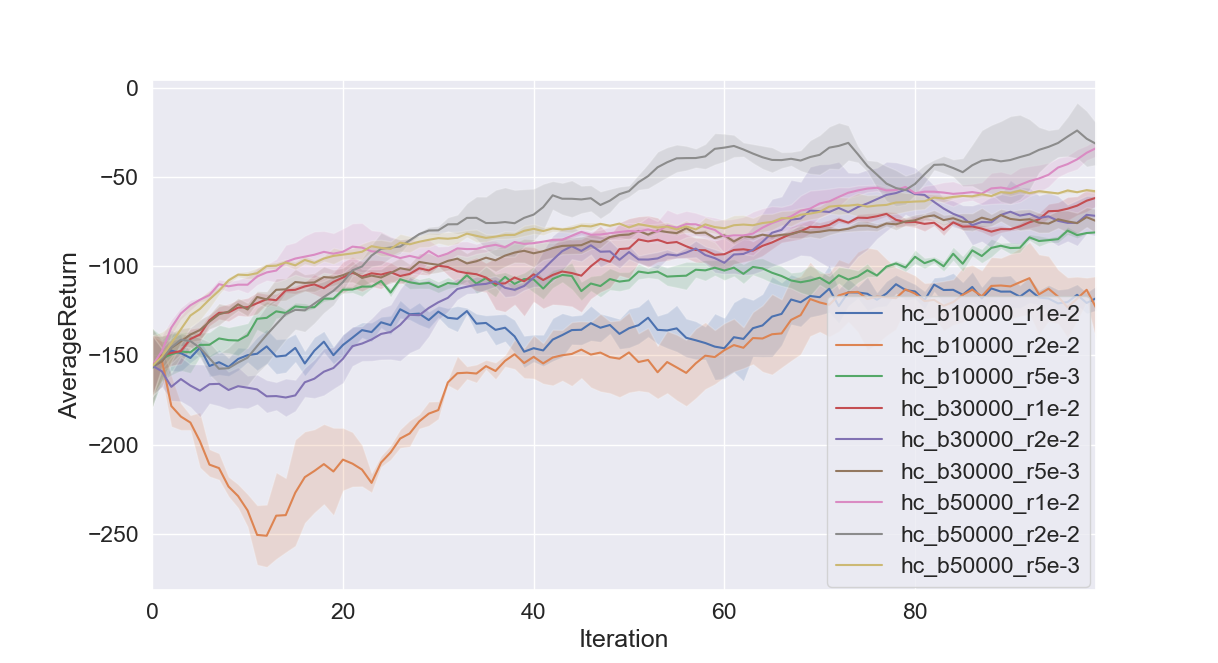 0
−50
−100
−150
−200
−250
AverageReturn
0
20
40
60
80
Iteration
hc_b10000_r1e-2
hc_b10000_r2e-2
hc_b10000_r5e-3
hc_b30000_r1e-2
hc_b30000_r2e-2
hc_b30000_r5e-3
hc_b50000_r1e-2
hc_b50000_r2e-2
hc_b50000_r5e-3